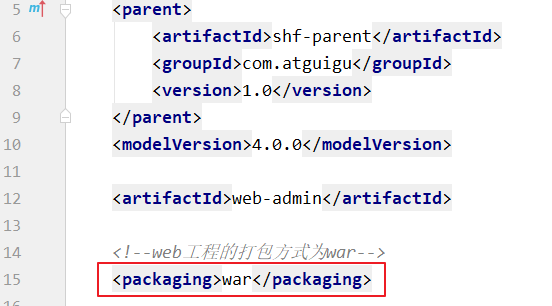 5 m <parent>
6 <artifactId>shf-parent</artifactId>
7 <groupId>com.atguigu</groupId>
8 <version>1.0</version>
9 </parent>
10 <modelVersion>4.0.0</modelVersion>
11
12 <artifactId>web-admin</artifactId>
13
14 <!--web工程的打包方式为war-->
15 <packaging>war</packaging>
16